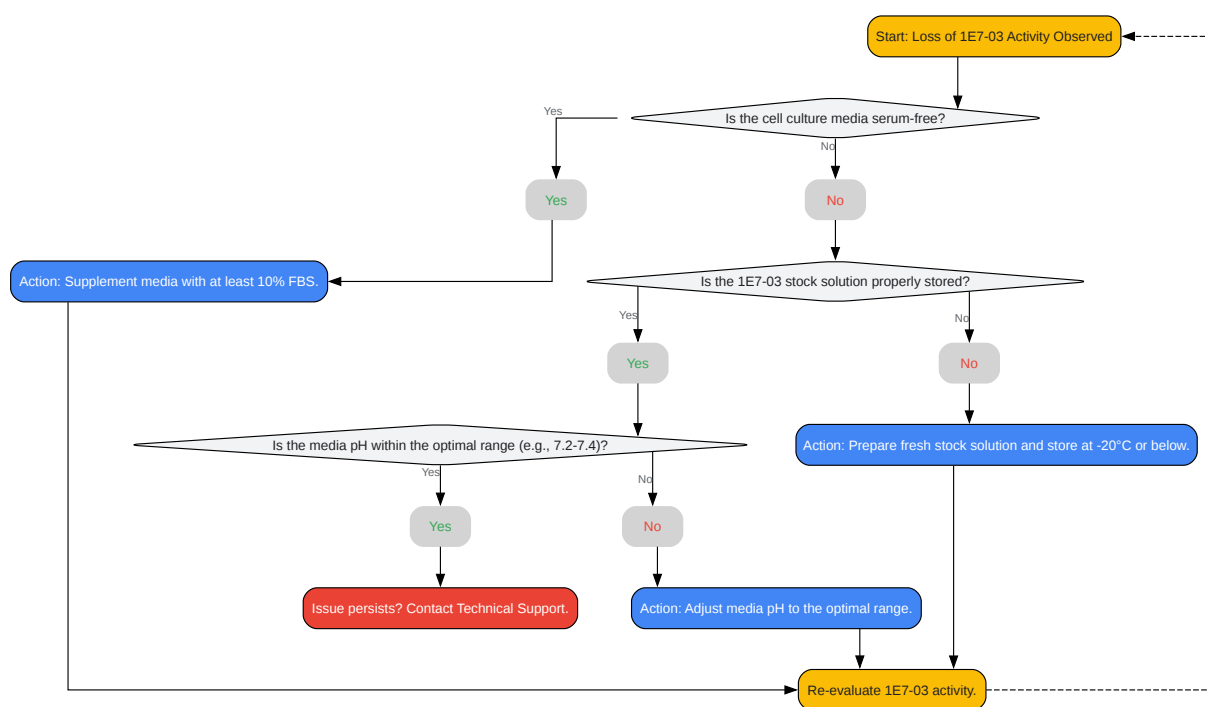 Start: Loss of 1E7-03 Activity Observed
Yes
Is the cell culture media serum-free?
No
Yes
No
Action: Supplement media with at least 10% FBS.
Is the 1E7-03 stock solution properly stored?
Yes
No
Yes
No
Is the media pH within the optimal range (e.g., 7.2-7.4)?
Action: Prepare fresh stock solution and store at -20°C or below.
Yes
No
Yes
No
Issue persists? Contact Technical Support.
Action: Adjust media pH to the optimal range.
Re-evaluate 1E7-03 activity.